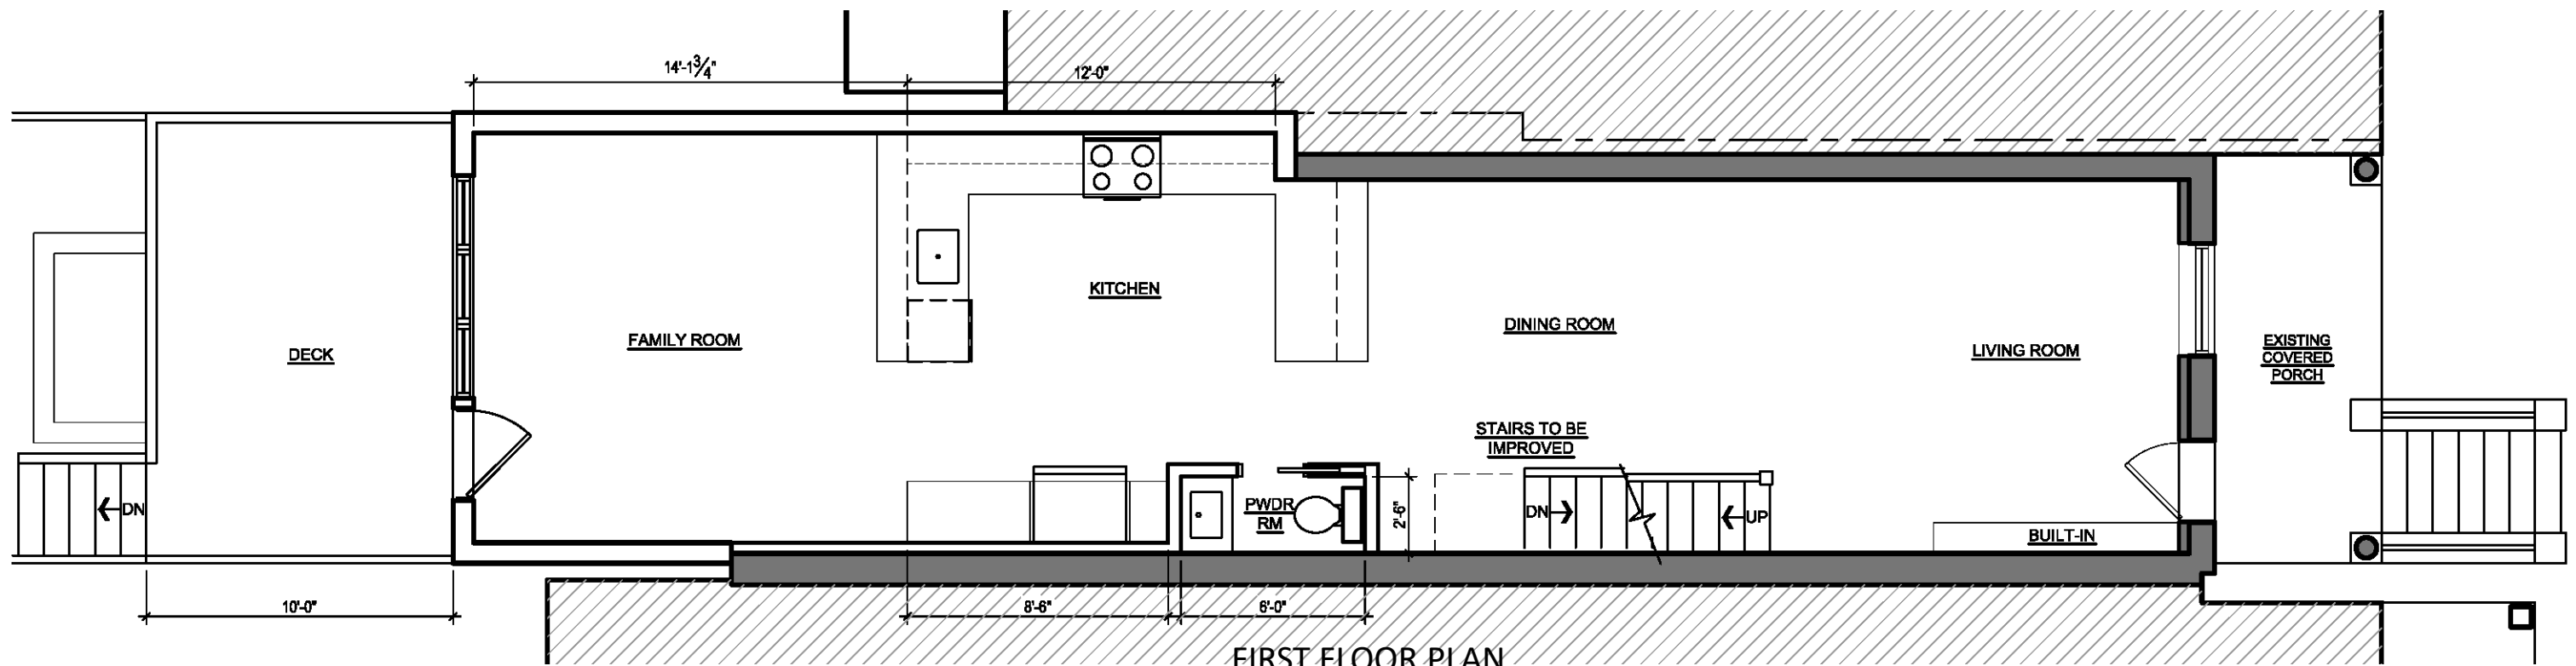 14'-1 3/4"
12'-0"
KITCHEN
DINING ROOM
FAMILY ROOM
DECK
LIVING ROOM
EXISTING
COVERED
PORCH
STAIRS TO BE
IMPROVED
DN
PWDR
RM
2'-6"
DN
UP
BUILT-IN
10'-0"
8'-6"
6'-0"
FIRST FLOOR PLAN